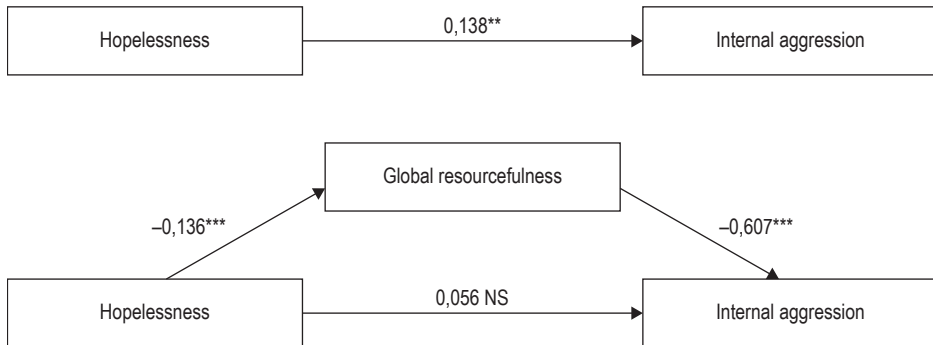 0,138**
Hopelessness
Internal aggression
Global resourcefulness
–0,136***
–0,607***
0,056 NS
Hopelessness
Internal aggression